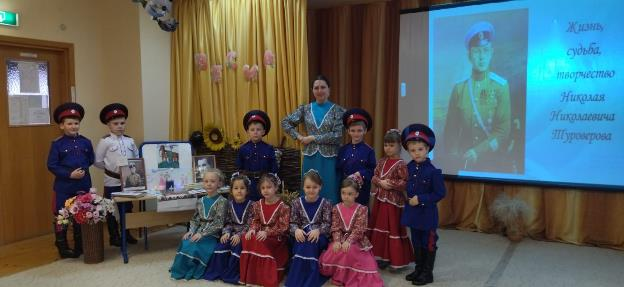 Жизнь,
судьба,
творчество
Николая
Николаевича
Туроверова